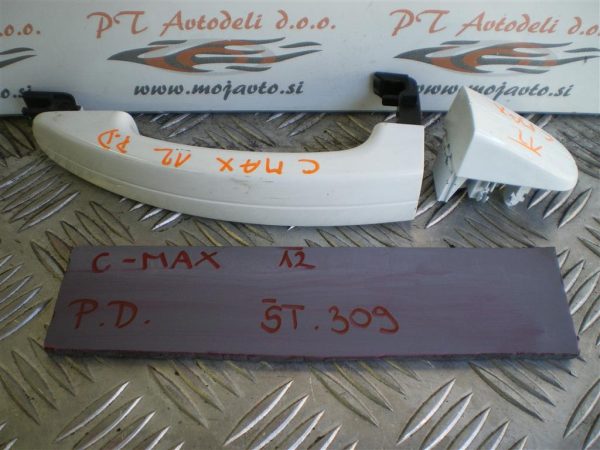 PT Avtodeli d.o.o.
PT Avtodeli d.o.o.
www.mojavto.si
www.mojavto.si
C MAX 12 P.D
C-MAX 12
P.D. ŠT.309